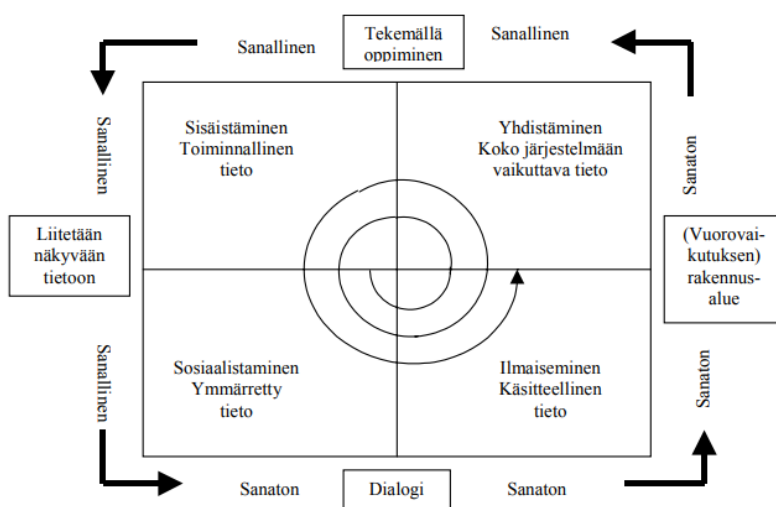 Sanallinen
Tekemällä
oppiminen
Sanallinen
Sanallinen
Sisäistäminen
Toiminnallinen
tieto
Yhdistäminen
Koko järjestelmään
vaikuttava tieto
Sanaton
Liitetään
näkyvään
tietoon
(Vuorovai-
kutuksen)
rakennus-
alue
Sanallinen
Sosiaalistaminen
Ymmärretty
tieto
Ilmaiseminen
Käsitteellinen
tieto
Sanaton
Sanaton
Dialogi
Sanaton